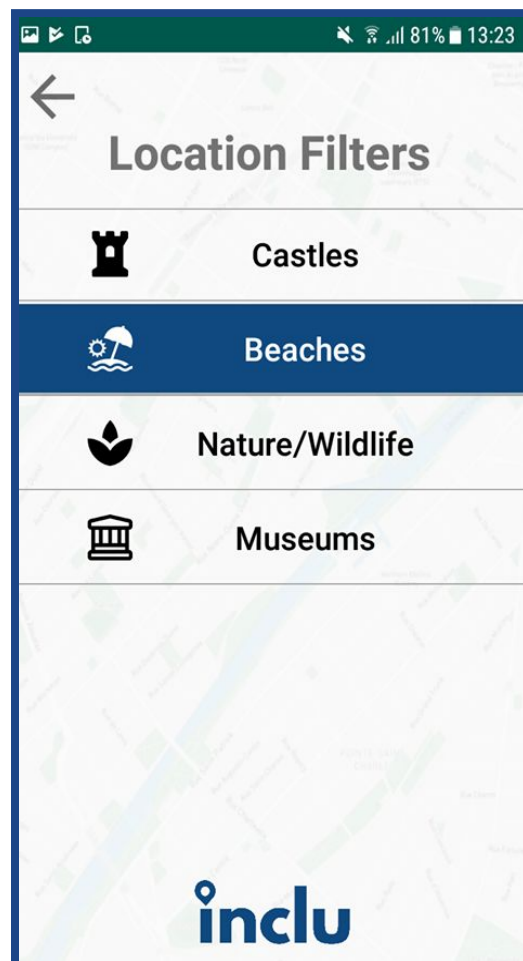 81% 13:23
Location Filters
Castles
Beaches
Nature/Wildlife
Museums
inclu